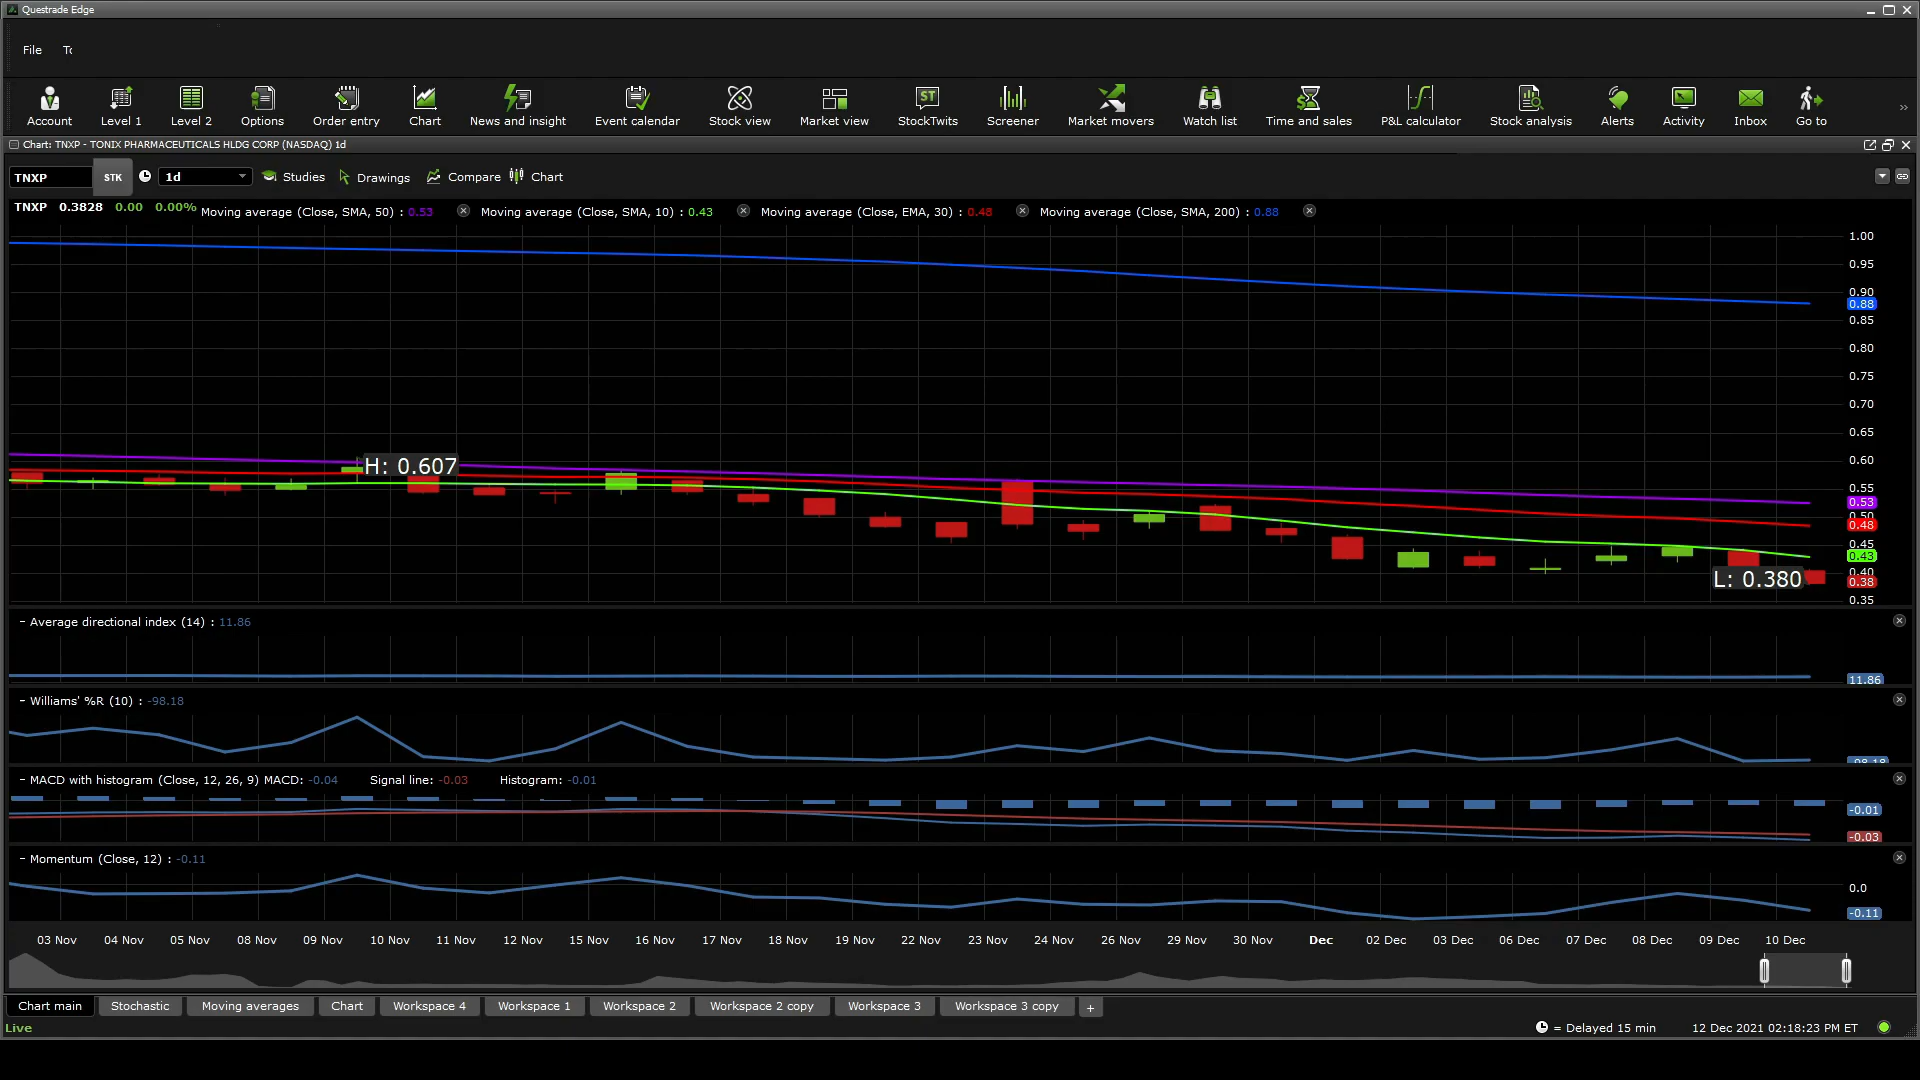 Questrade Edge
File To
Account Level 1 Level 2 Options Order entry Chart News and insight Event calendar Stock view Market view StockTwits Screener Market movers Watch list Time and sales P&L calculator Stock analysis Alerts Activity Inbox Go to
Chart: TNXP - TONIX PHARMACEUTICALS HLDG CORP (NASDAQ) 1d
TNXP STK 1d Studies Drawings Compare Chart
TNXP 0.3828 0.00 0.00% Moving average (Close, SMA, 50) : 0.53 Moving average (Close, SMA, 10) : 0.43 Moving average (Close, EMA, 30) : 0.48 Moving average (Close, SMA, 200) : 0.88
1.00
0.95
0.90
0.88
0.85
0.80
0.75
0.70
0.65
0.60
H: 0.607
0.55
0.53
0.50
0.48
0.45
0.43
0.40
L: 0.380
0.38
0.35
- Average directional index (14) : 11.86
11.86
- Williams' %R (10) : -98.18
-98.18
- MACD with histogram (Close, 12, 26, 9) MACD: -0.04 Signal line: -0.03 Histogram: -0.01
-0.01
-0.03
- Momentum (Close, 12) : -0.11
0.0
-0.11
03 Nov 04 Nov 05 Nov 08 Nov 09 Nov 10 Nov 11 Nov 12 Nov 15 Nov 16 Nov 17 Nov 18 Nov 19 Nov 22 Nov 23 Nov 24 Nov 26 Nov 29 Nov 30 Nov Dec 02 Dec 03 Dec 06 Dec 07 Dec 08 Dec 09 Dec 10 Dec
Chart main Stochastic Moving averages Chart Workspace 4 Workspace 1 Workspace 2 Workspace 2 copy Workspace 3 Workspace 3 copy +
Live
= Delayed 15 min 12 Dec 2021 02:18:23 PM ET